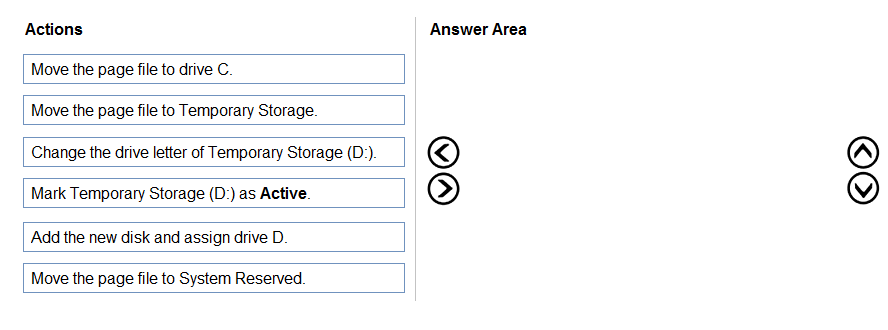 Actions
Answer Area
Move the page file to drive C.
Move the page file to Temporary Storage.
Change the drive letter of Temporary Storage (D:).
Mark Temporary Storage (D:) as Active.
Add the new disk and assign drive D.
Move the page file to System Reserved.